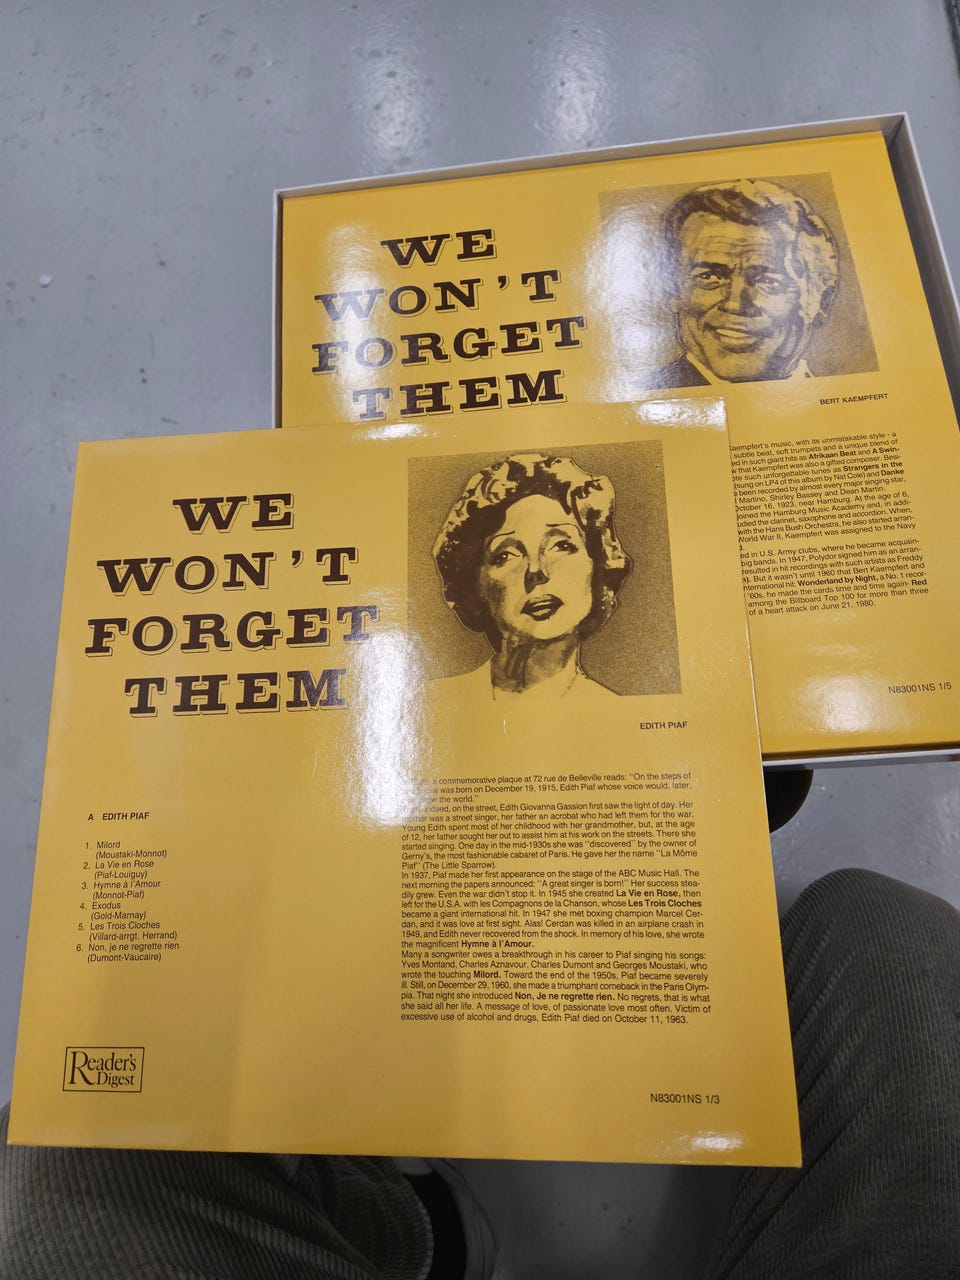 WE
WON'T
FORGET
THEM
BERT KAEMPFERT
Kaempfert's music, with its unmistakable style - a
subtle beat, soft trumpets and a unique blend of
ed in such giant hits as Afrikaan Beat and A Swin-
w that Kaempfert was also a gifted composer. Besi-
te such unforgettable tunes as Strangers in the
(sung on LP4 of this album by Nat Cole) and Danke
been recorded by almost every major singing star,
Martino, Shirley Bassey and Dean Martin.
October 16, 1923, near Hamburg. At the age of 6,
joined the Hamburg Music Academy and, in addi-
udied the clarinet, saxophone and accordion. When,
with the Hans Bush Orchestra, he also started arran-
World War II, Kaempfert was assigned to the Navy
d.
ed in U.S. Army clubs, where he became acquain-
big bands. In 1947, Polydor signed him as an arran-
resulted in hit recordings with such artists as Freddy
). But it wasn't until 1960 that Bert Kaempfert and
nternational hit: Wonderland by Night, a No. 1 recor-
'60s, he made the cards time and time again- Red
among the Billboard Top 100 for more than three
of a heart attack on June 21, 1980.
N83001NS 1/5
WE
WON'T
FORGET
THEM
EDITH PIAF
A EDITH PIAF
1. Milord
(Moustaki-Monnot)
2. La Vie en Rose
(Piaf-Louiguy)
3. Hymne à l'Amour
(Monnot-Piaf)
4. Exodus
(Gold-Marnay)
5. Les Trois Cloches
(Villard-arrgt. Herrand)
6. Non, je ne regrette rien
(Dumont-Vaucaire)
a commemorative plaque at 72 rue de Belleville reads: "On the steps of
was born on December 19, 1915, Edith Piaf whose voice would, later,
the world."
indeed, on the street, Edith Giovanna Gassion first saw the light of day. Her
mother was a street singer, her father an acrobat who had left them for the war.
Young Edith spent most of her childhood with her grandmother, but, at the age
of 12, her father sought her out to assist him at his work on the streets. There she
started singing. One day in the mid-1930s she was "discovered" by the owner of
Gerny's, the most fashionable cabaret of Paris. He gave her the name "La Môme
Piaf" (The Little Sparrow).
In 1937, Piaf made her first appearance on the stage of the ABC Music Hall. The
next morning the papers announced: "A great singer is born!" Her success stea-
dily grew. Even the war didn't stop it. In 1945 she created La Vie en Rose, then
left for the U.S.A. with les Compagnons de la Chanson, whose Les Trois Cloches
became a giant international hit. In 1947 she met boxing champion Marcel Cer-
dan, and it was love at first sight. Alas! Cerdan was killed in an airplane crash in
1949, and Edith never recovered from the shock. In memory of his love, she wrote
the magnificent Hymne à l'Amour.
Many a songwriter owes a breakthrough in his career to Piaf singing his songs:
Yves Montand, Charles Aznavour, Charles Dumont and Georges Moustaki, who
wrote the touching Milord. Toward the end of the 1950s, Piaf became severely
ill. Still, on December 29, 1960, she made a triumphant comeback in the Paris Olym-
pia. That night she introduced Non, Je ne regrette rien. No regrets, that is what
she said all her life. A message of love, of passionate love most often. Victim of
excessive use of alcohol and drugs, Edith Piaf died on October 11, 1963.
Reader's
Digest
N83001NS 1/3